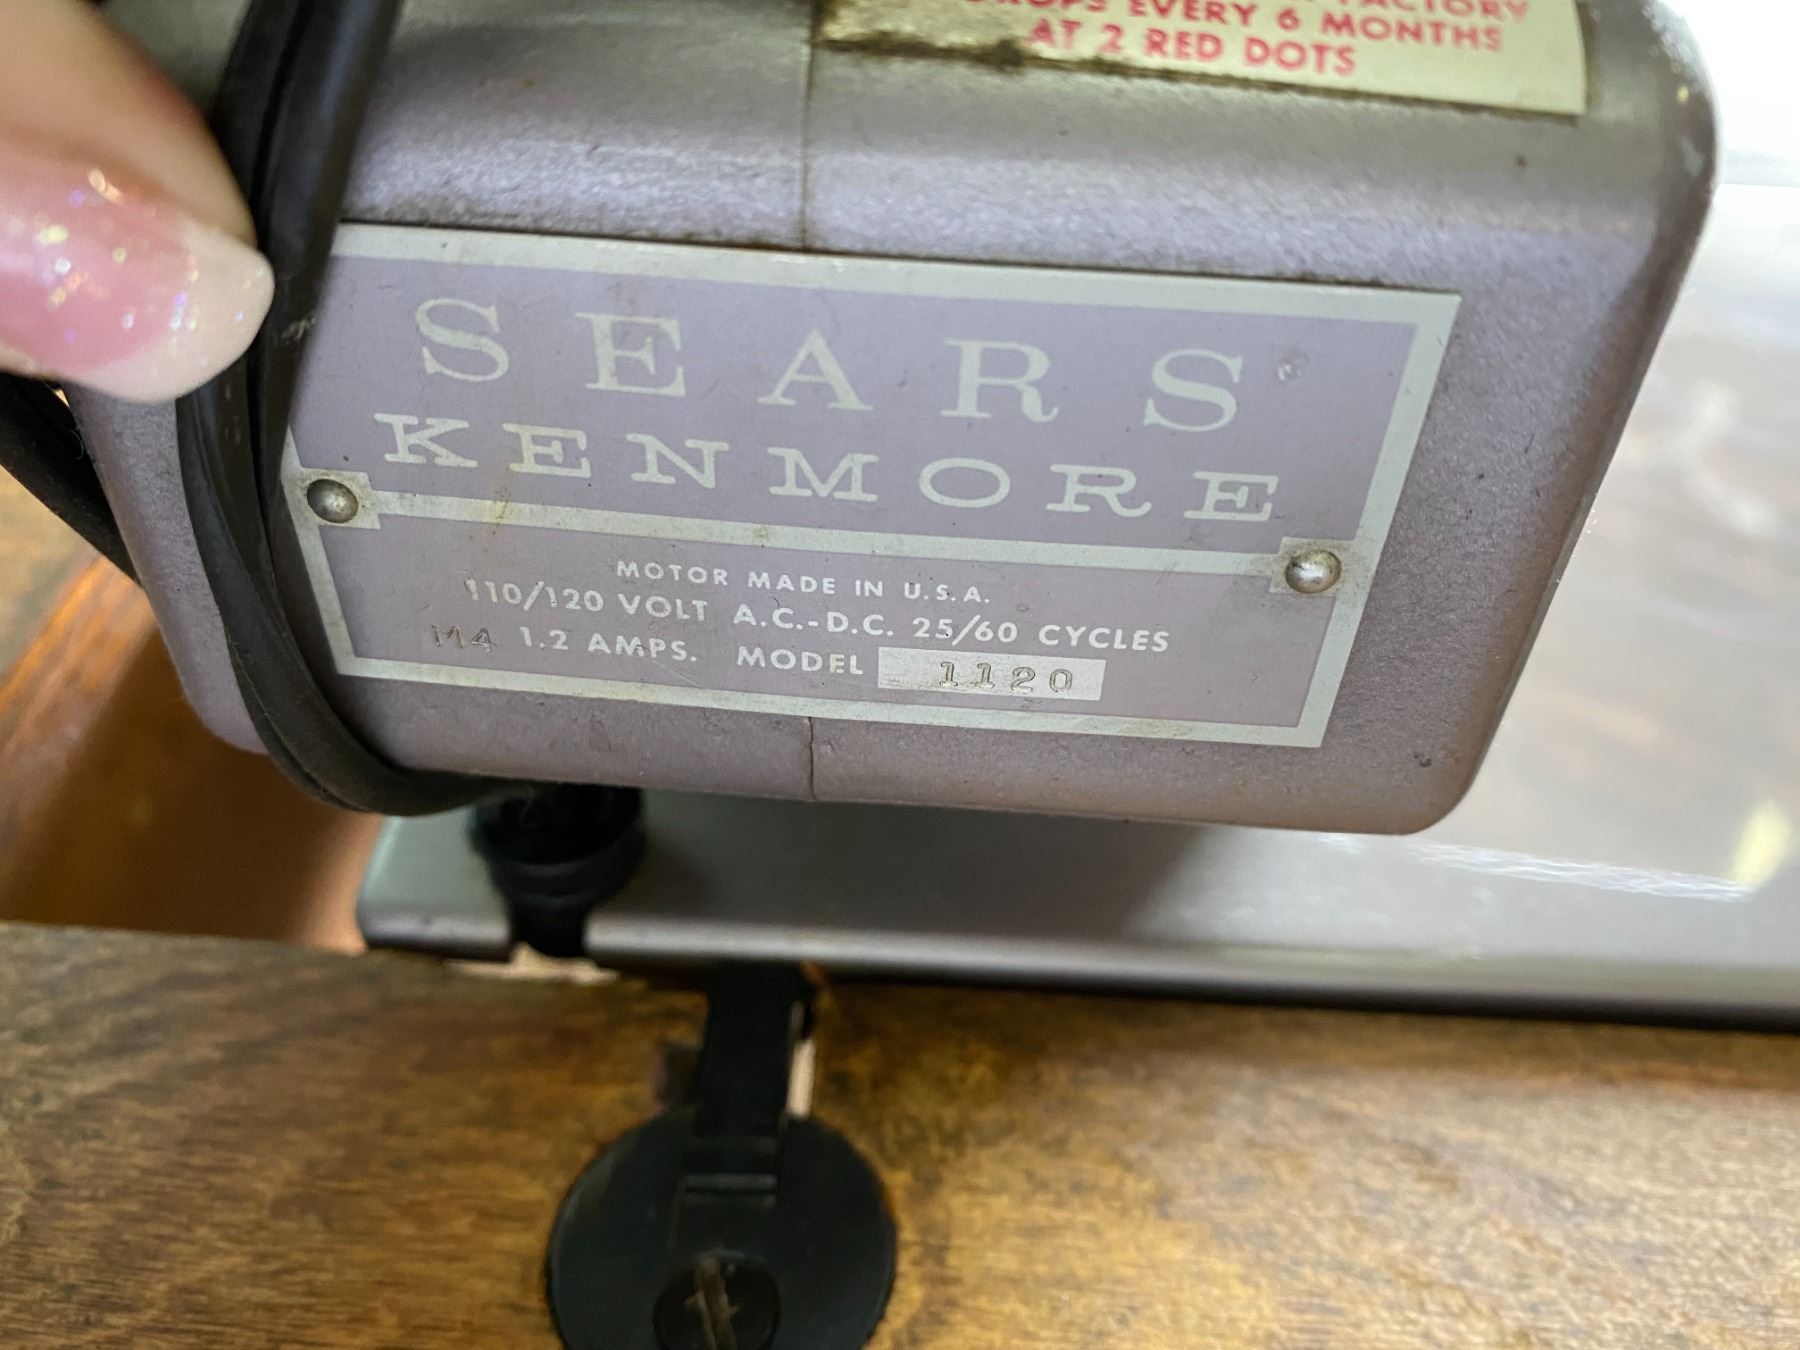 FACTORY
DROPS EVERY 6 MONTHS
AT 2 RED DOTS
SEARS
KENMORE
MOTOR MADE IN U.S.A.
110/120 VOLT A.C.-D.C. 25/60 CYCLES
M4 1.2 AMPS. MODEL 1120